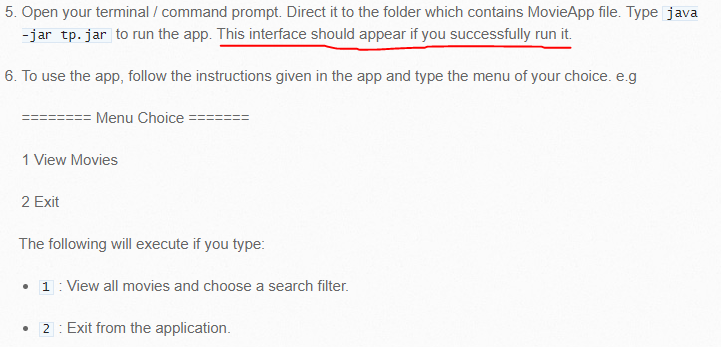 5. Open your terminal / command prompt. Direct it to the folder which contains MovieApp file. Type java
-jar tp.jar to run the app. This interface should appear if you successfully run it.
6. To use the app, follow the instructions given in the app and type the menu of your choice. e.g
======== Menu Choice =======
1 View Movies
2 Exit
The following will execute if you type:
• 1 : View all movies and choose a search filter.
• 2 : Exit from the application.